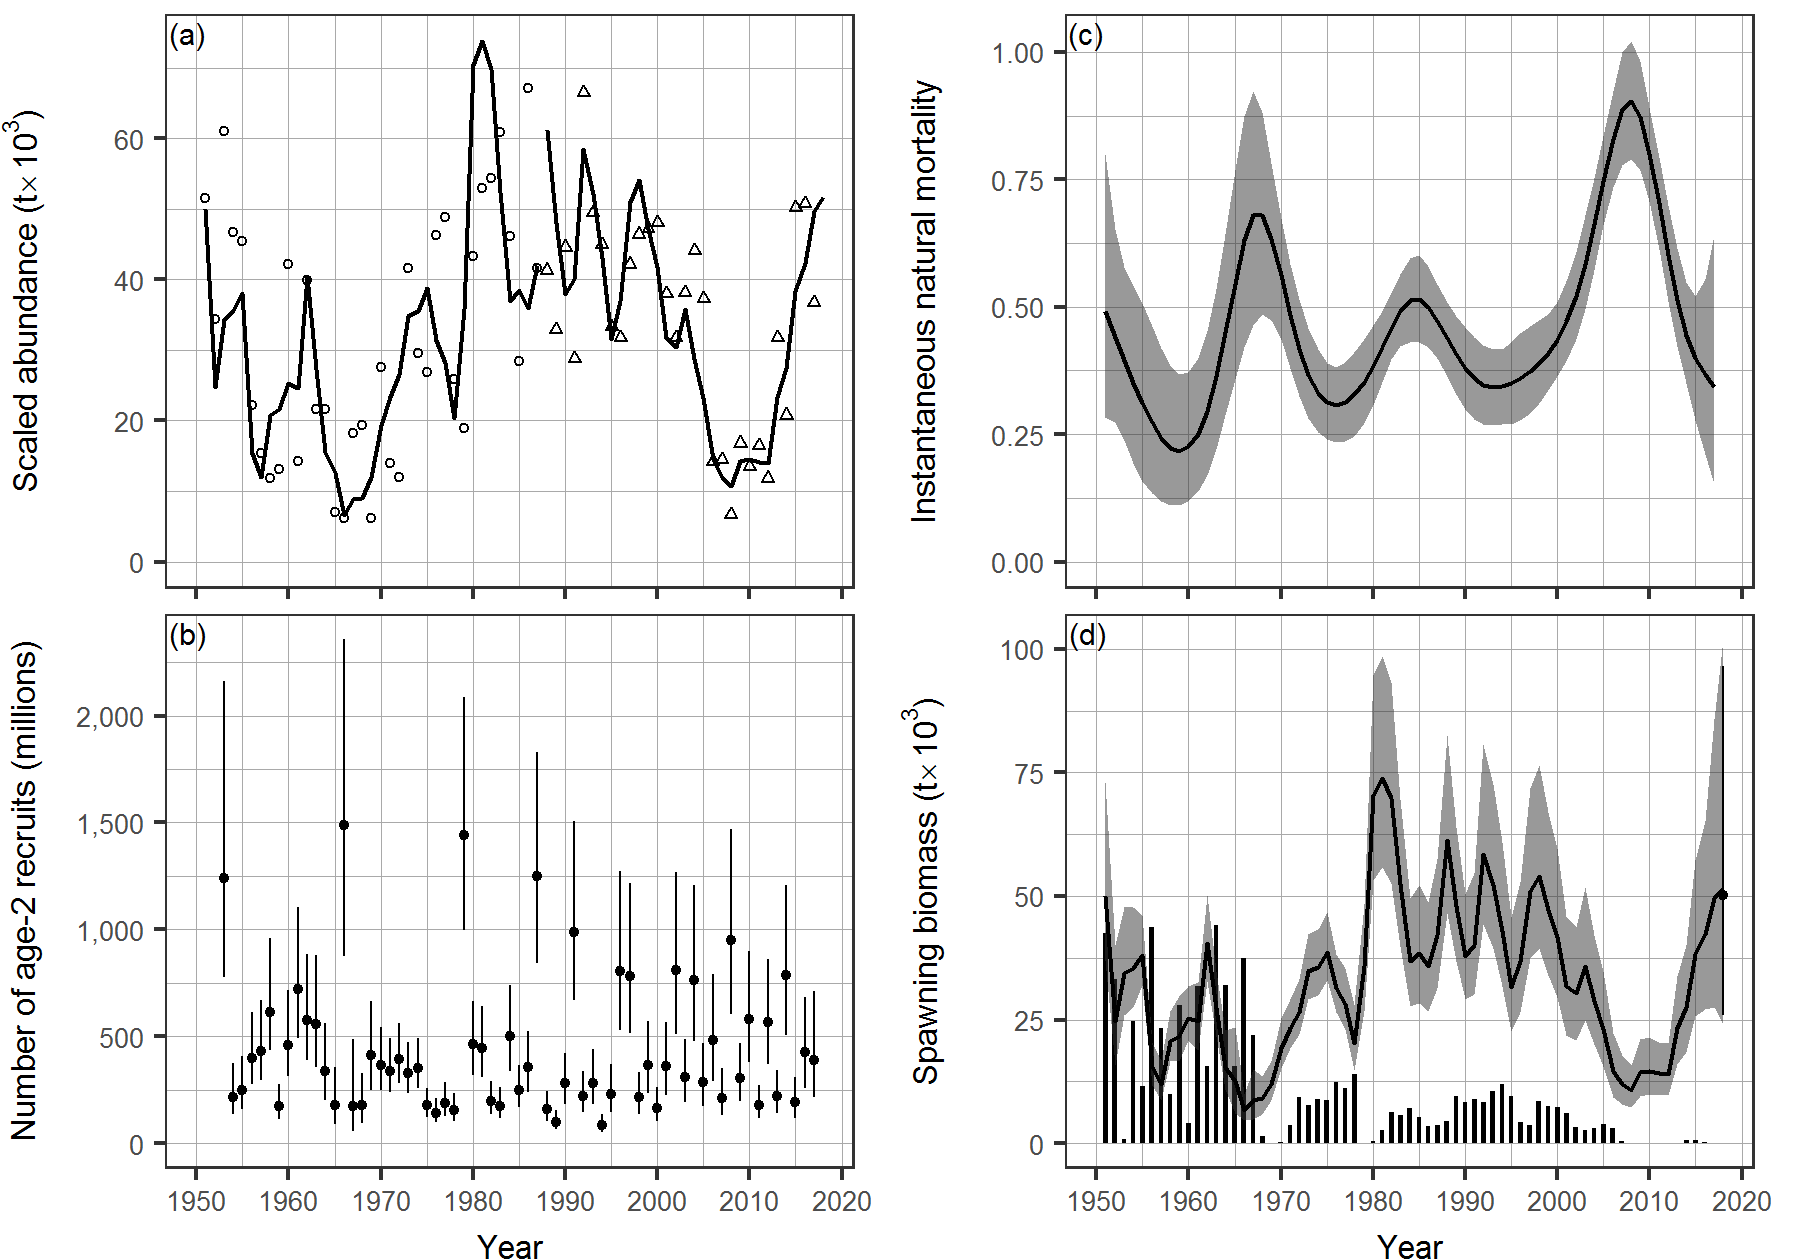 (a)
Scaled abundance (t× 10³)
60
40
20
0
(c)
Instantaneous natural mortality
1.00
0.75
0.50
0.25
0.00
(b)
Number of age-2 recruits (millions)
2,000
1,500
1,000
500
0
1950 1960 1970 1980 1990 2000 2010 2020
Year
(d)
Spawning biomass (t× 10³)
100
75
50
25
0
1950 1960 1970 1980 1990 2000 2010 2020
Year